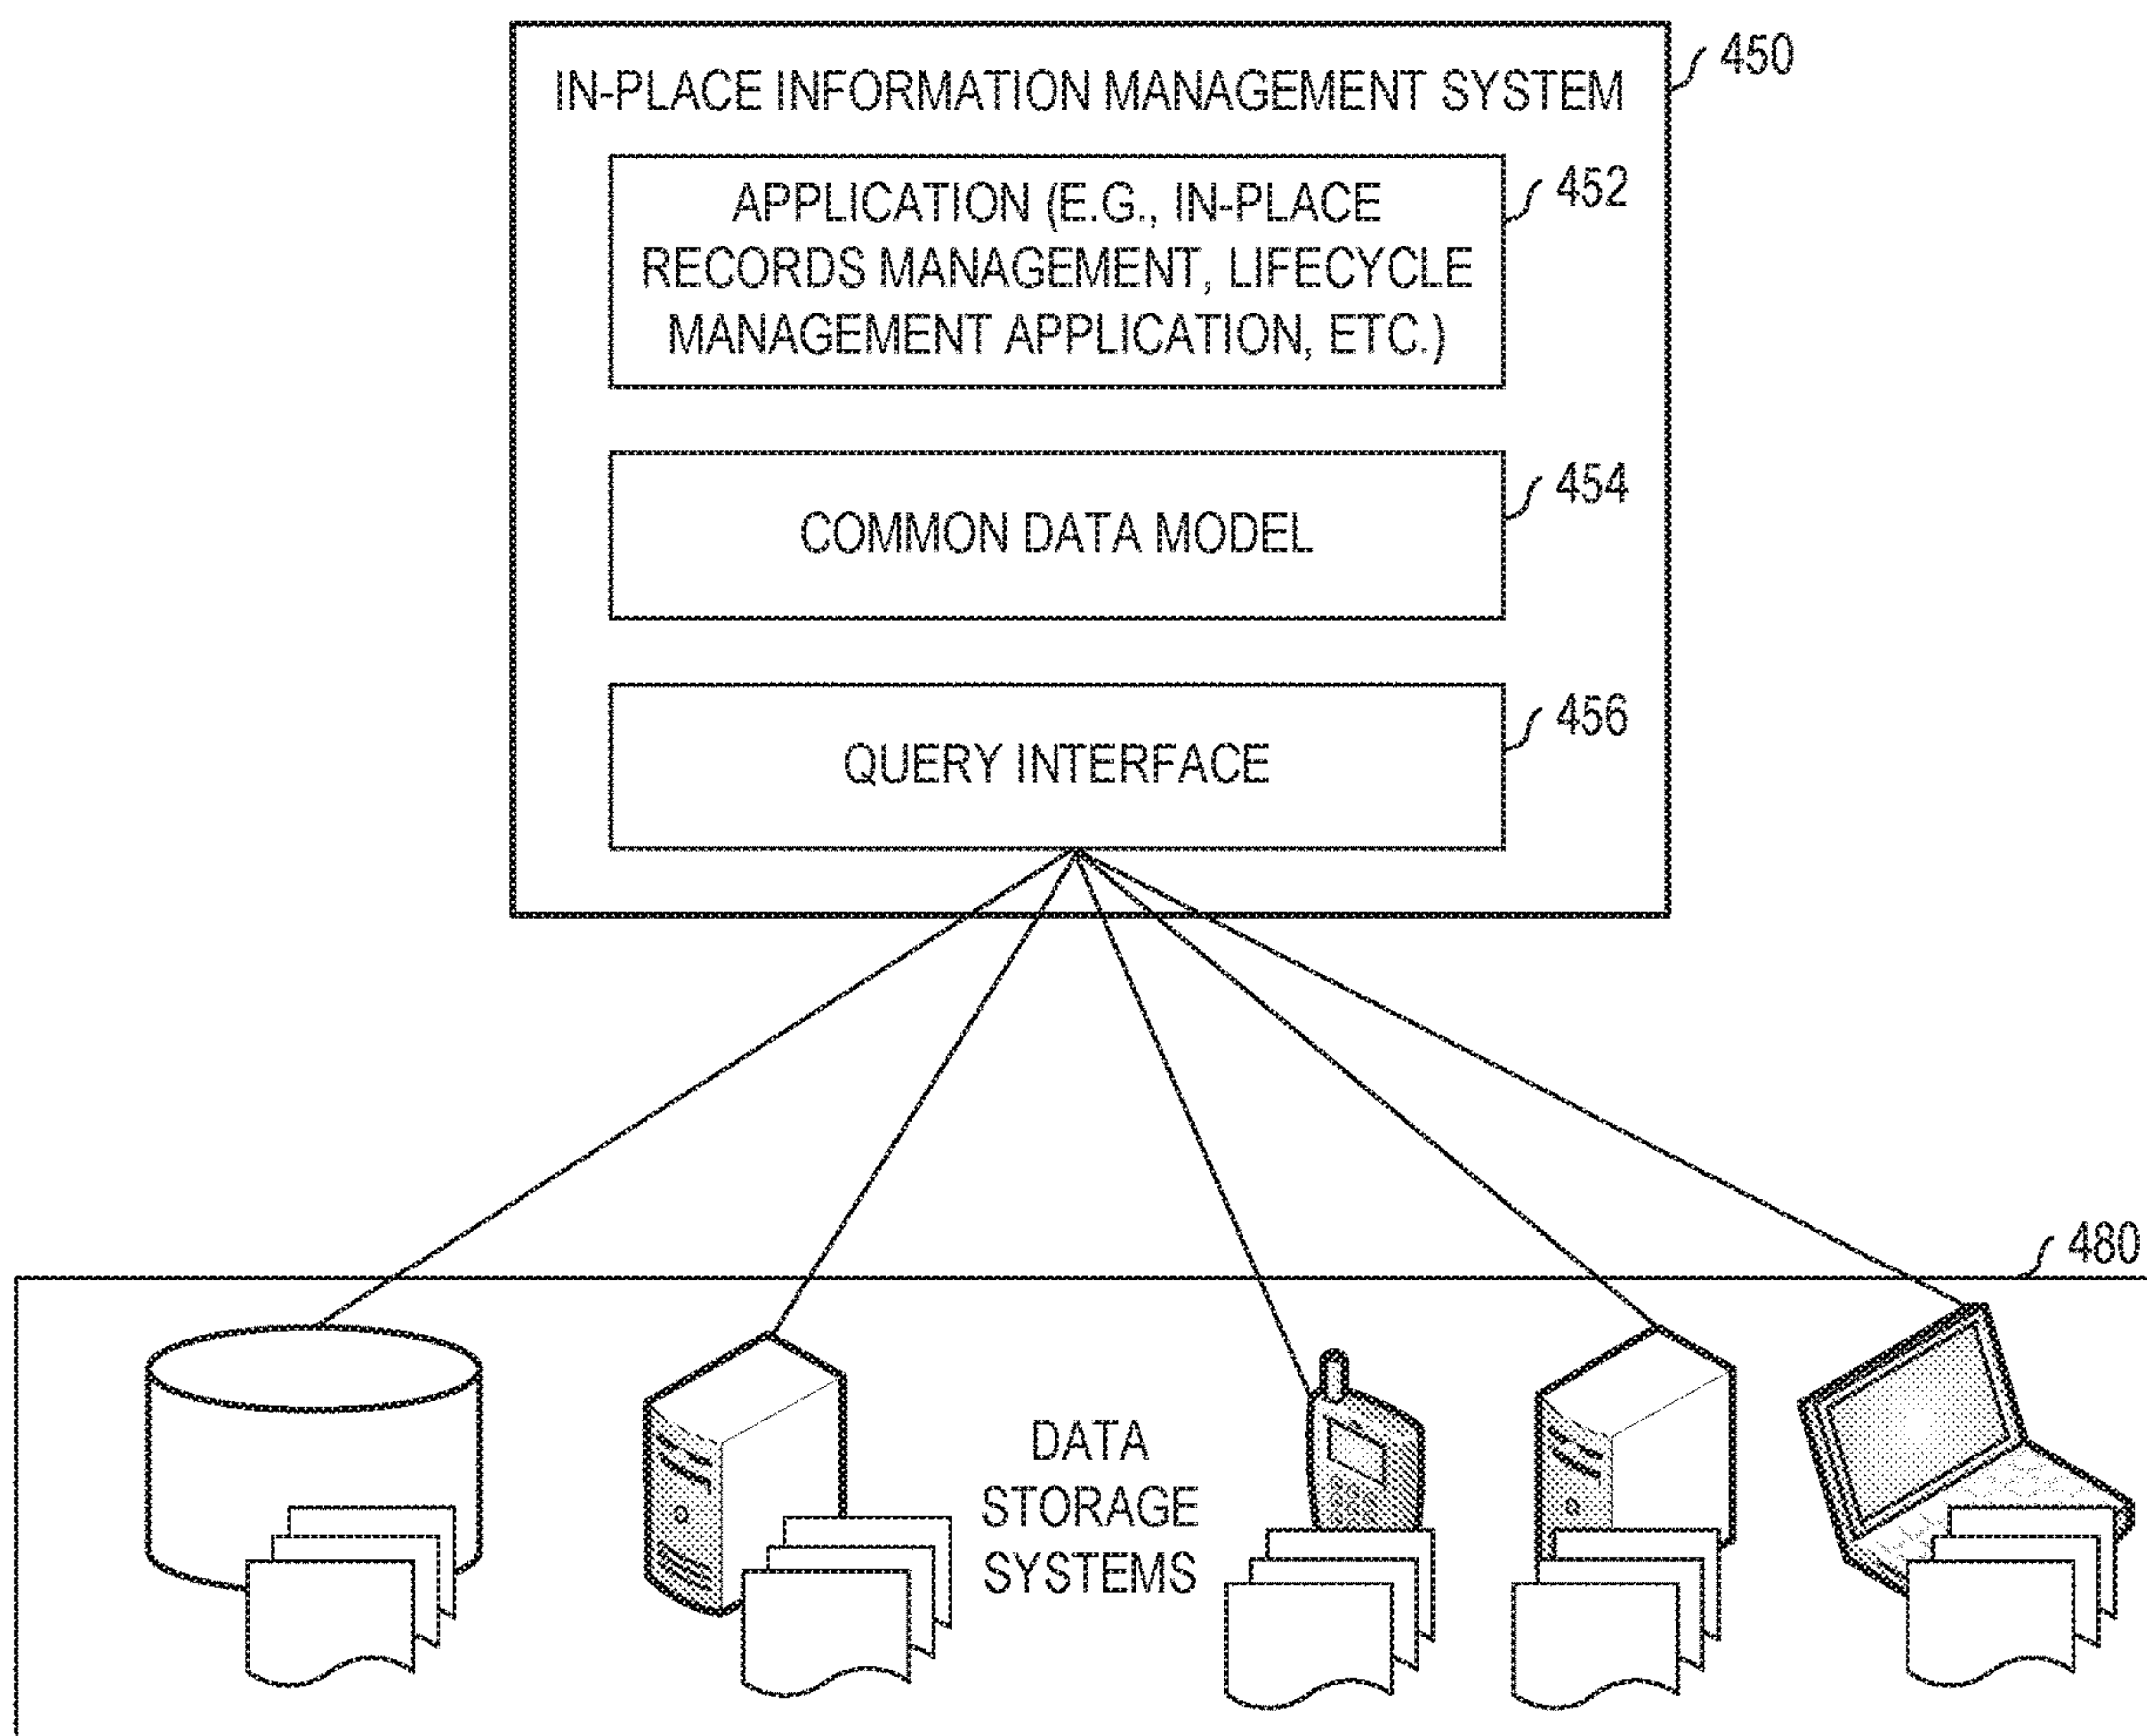 IN-PLACE INFORMATION MANAGEMENT SYSTEM
450
APPLICATION (E.G., IN-PLACE
RECORDS MANAGEMENT, LIFECYCLE
MANAGEMENT APPLICATION, ETC.)
452
COMMON DATA MODEL
454
QUERY INTERFACE
456
480
DATA
STORAGE
SYSTEMS